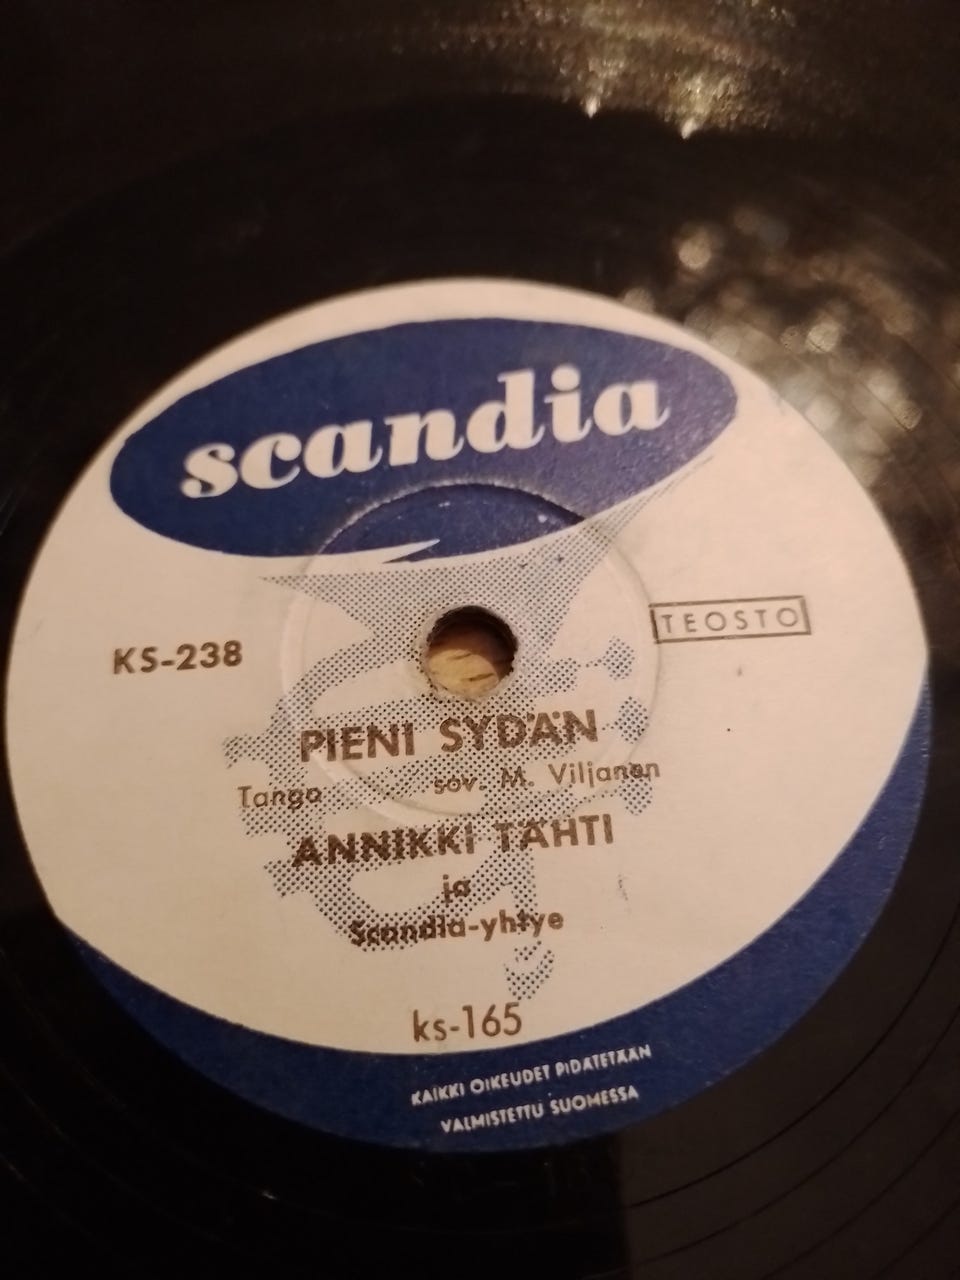 scandia
KS-238
TEOSTO
PIENI SYDÄN
Tango sov. M. Viljanen
ANNIKKI TÄHTI
ja
Scandia-yhtye
ks-165
KAIKKI OIKEUDET PIDÄTETÄÄN
VALMISTETTU SUOMESSA